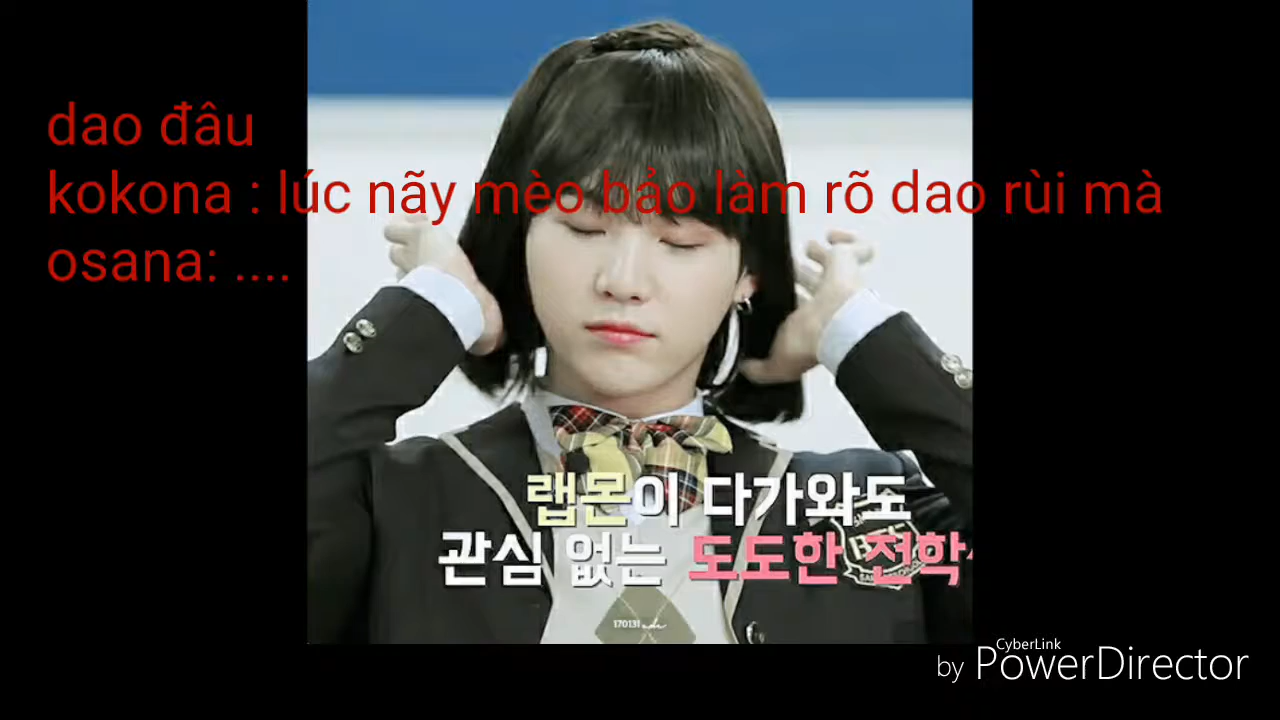 dao đâu
kokona : lúc nãy mèo bảo làm rõ dao rùi mà
osana: ....
랩몬이 다가와도
관심 없는 도도한 전학
170131
CyberLink
by PowerDirector